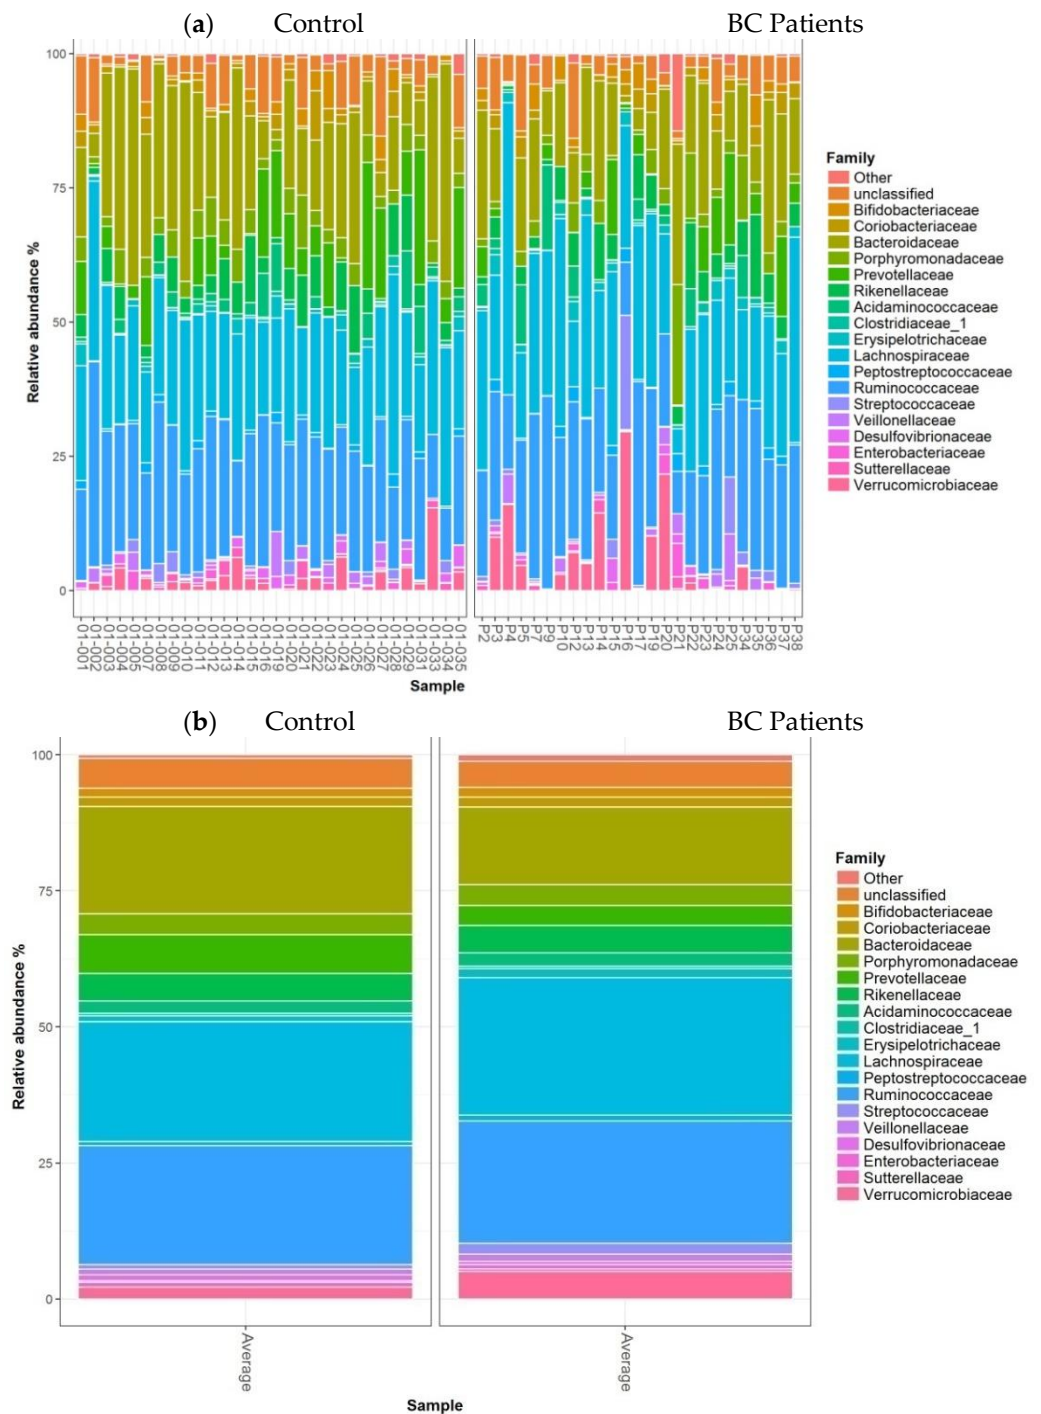 (a) Control BC Patients
100
75
50
25
0
Relative abundance %
01-001
01-002
01-003
01-004
01-005
01-007
01-008
01-009
01-010
01-011
01-012
01-013
01-014
01-015
01-016
01-019
01-020
01-021
01-022
01-023
01-024
01-025
01-026
01-027
01-028
01-029
01-031
01-033
01-034
01-035
P2
P3
P4
P5
P7
P9
P10
P12
P13
P14
P15
P16
P17
P19
P20
P21
P22
P23
P24
P25
P34
P35
P36
P37
P38
Sample
Family
Other
unclassified
Bifidobacteriaceae
Coriobacteriaceae
Bacteroidaceae
Porphyromonadaceae
Prevotellaceae
Rikenellaceae
Acidaminococcaceae
Clostridiaceae_1
Erysipelotrichaceae
Lachnospiraceae
Peptostreptococcaceae
Ruminococcaceae
Streptococcaceae
Veillonellaceae
Desulfovibrionaceae
Enterobacteriaceae
Sutterellaceae
Verrucomicrobiaceae
(b) Control BC Patients
100
75
50
25
0
Relative abundance %
Average
Average
Sample
Family
Other
unclassified
Bifidobacteriaceae
Coriobacteriaceae
Bacteroidaceae
Porphyromonadaceae
Prevotellaceae
Rikenellaceae
Acidaminococcaceae
Clostridiaceae_1
Erysipelotrichaceae
Lachnospiraceae
Peptostreptococcaceae
Ruminococcaceae
Streptococcaceae
Veillonellaceae
Desulfovibrionaceae
Enterobacteriaceae
Sutterellaceae
Verrucomicrobiaceae